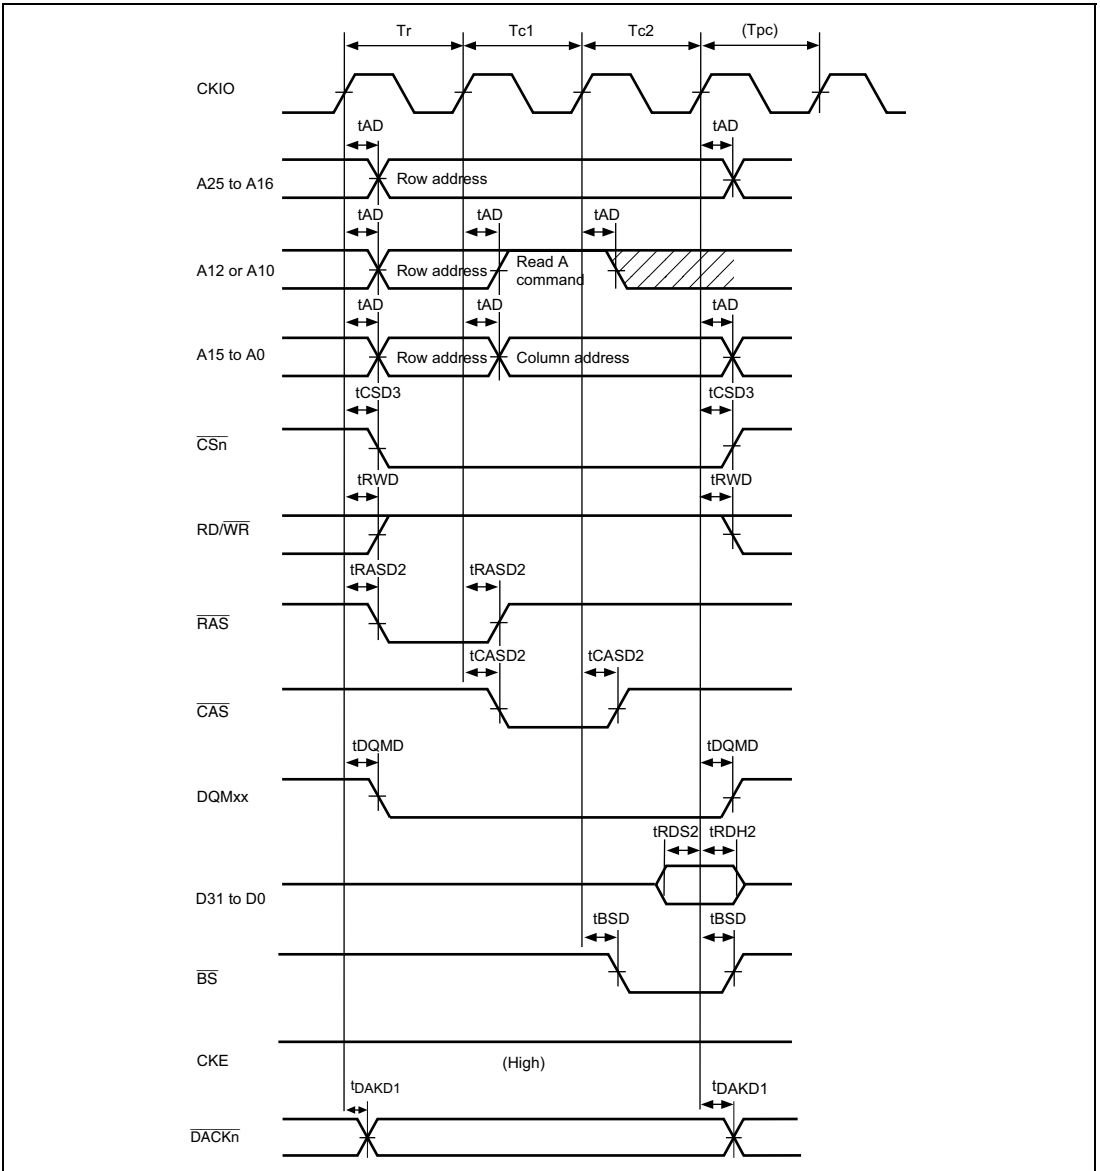 Tr Tc1 Tc2 (Tpc)
CKIO
tAD tAD
A25 to A16 Row address
tAD tAD tAD
A12 or A10 Row address Read A
command
tAD tAD tAD
A15 to A0 Row address Column address
tCSD3 tCSD3
CSn
tRWD tRWD
RD/WR
tRASD2 tRASD2
RAS
tCASD2 tCASD2
CAS
tDQMD tDQMD
DQMxx
tRDS2 tRDH2
D31 to D0
tBSD tBSD
BS
CKE (High)
tDAKD1 tDAKD1
DACKn